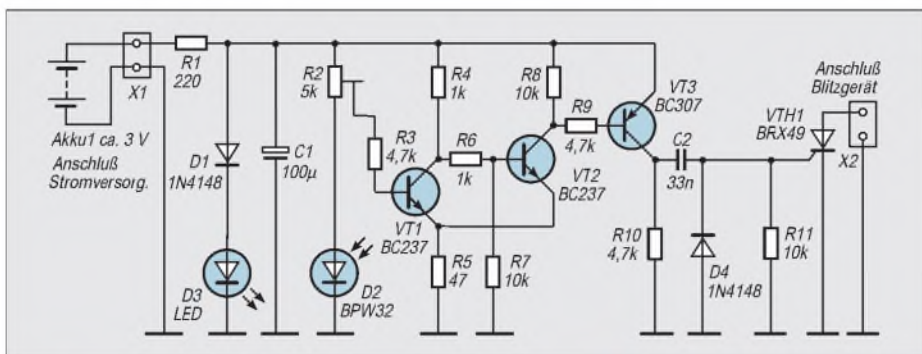 R1
220
X1
Akku1 ca. 3 V
Anschluß
Stromversorg.
D1
1N4148
D3
LED
C1
100µ
R2
5k
R3
4,7k
D2
BPW32
R4
1k
R6
1k
VT1
BC237
R5
47
R7
10k
R8
10k
R9
4,7k
VT2
BC237
VT3
BC307
C2
33n
R10
4,7k
D4
1N4148
R11
10k
Anschluß
Blitzgerät
VTH1
BRX49
X2